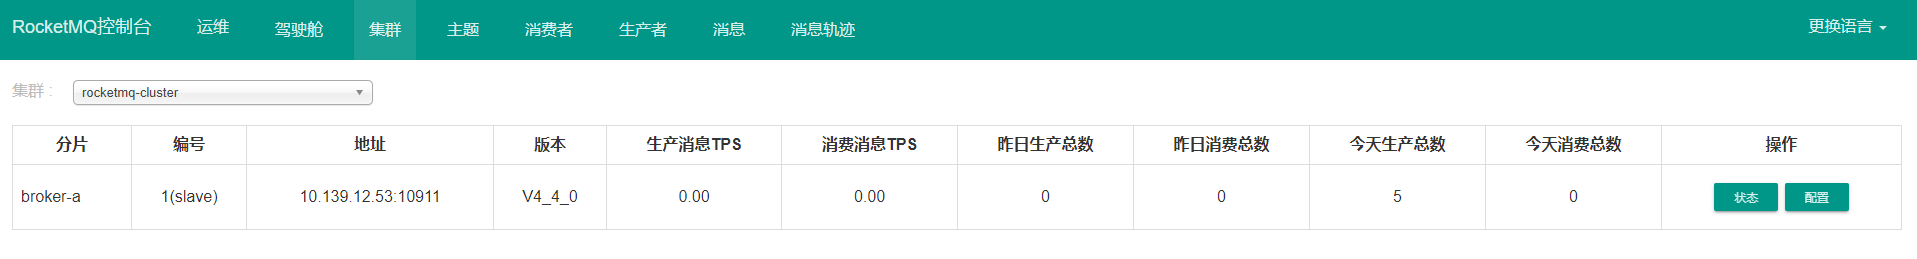 RocketMQ控制台 运维 驾驶舱 集群 主题 消费者 生产者 消息 消息轨迹 更换语言
集群 : rocketmq-cluster
分片 编号 地址 版本 生产消息TPS 消费消息TPS 昨日生产总数 昨日消费总数 今天生产总数 今天消费总数 操作
broker-a 1(slave) 10.139.12.53:10911 V4_4_0 0.00 0.00 0 0 5 0 状态 配置